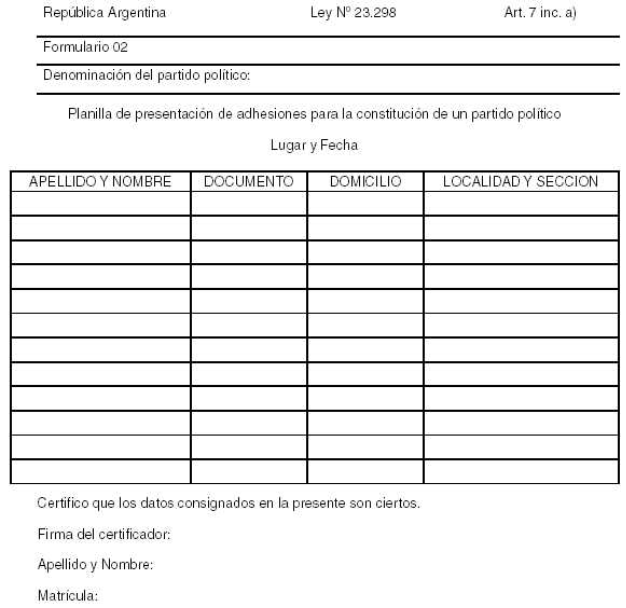 República Argentina Ley Nº 23.298 Art. 7 inc. a)
Formulario 02
Denominación del partido político:
Planilla de presentación de adhesiones para la constitución de un partido político
Lugar y Fecha
APELLIDO Y NOMBRE DOCUMENTO DOMICILIO LOCALIDAD Y SECCION
Certifico que los datos consignados en la presente son ciertos.
Firma del certificador:
Apellido y Nombre:
Matrícula: